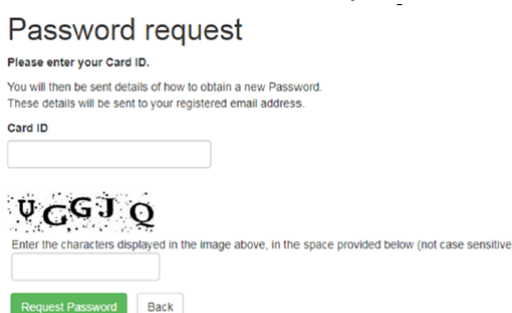 Password request
Please enter your Card ID.
You will then be sent details of how to obtain a new Password.
These details will be sent to your registered email address.
Card ID
UGGJQ
Enter the characters displayed in the image above, in the space provided below (not case sensitive
Request Password Back